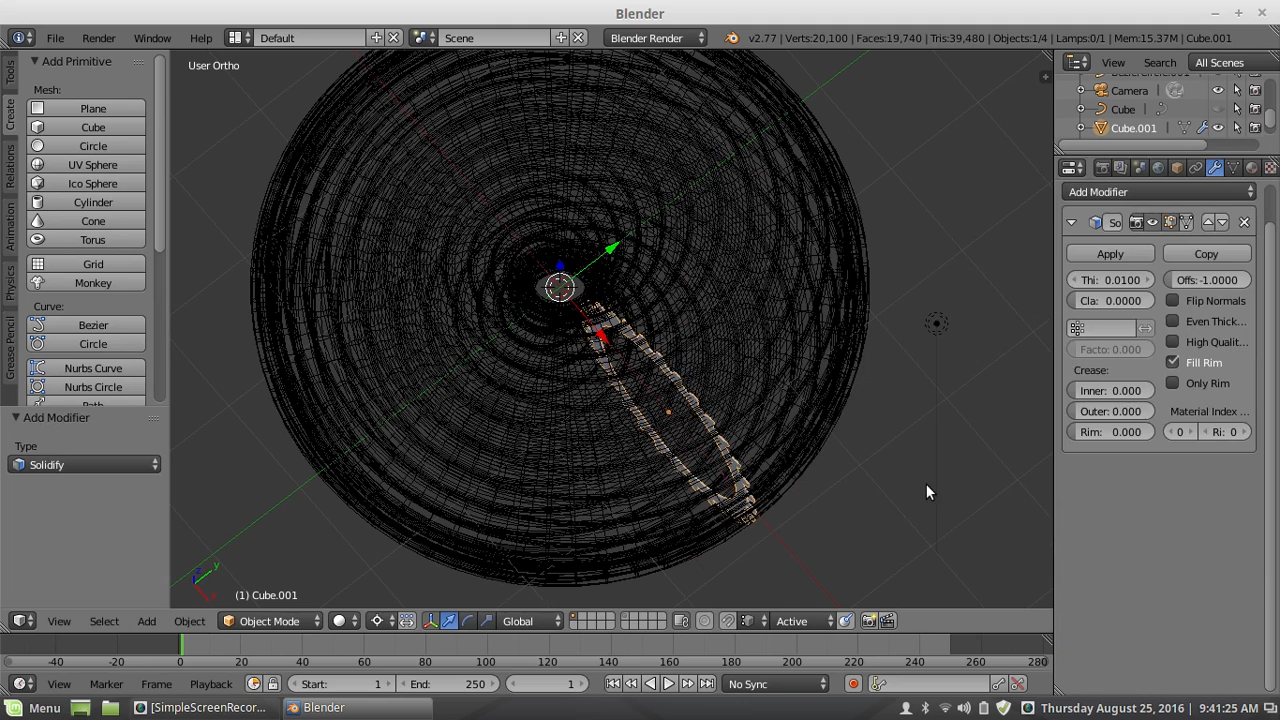 Blender
File Render Window Help Default Scene Blender Render v2.77 | Verts:20,100 | Faces:19,740 | Tris:39,480 | Objects:1/4 | Lamps:0/1 | Mem:15.37M | Cube.001
Tools
Create
Relations
Animation
Physics
Grease Pencil
Add Primitive
Mesh:
Plane
Cube
Circle
UV Sphere
Ico Sphere
Cylinder
Cone
Torus
Grid
Monkey
Curve:
Bezier
Circle
Nurbs Curve
Nurbs Circle
Add Modifier
Type
Solidify
User Ortho
z y
x
(1) Cube.001
View Search All Scenes
Camera
Cube
Cube.001
Add Modifier
So
Apply Copy
Thi: 0.0100 Offs:-1.0000
Cla: 0.0000 Flip Normals
Even Thick...
High Qualit...
Facto: 0.000 Fill Rim
Crease: Only Rim
Inner: 0.000
Outer: 0.000 Material Index ...
Rim: 0.000 0 Ri: 0
View Select Add Object Object Mode Global Active
-40 -20 0 20 40 60 80 100 120 140 160 180 200 220 240 260 280
View Marker Frame Playback Start: 1 End: 250 1 No Sync
Menu [SimpleScreenRecor... Blender Thursday August 25, 2016 9:41:25 AM